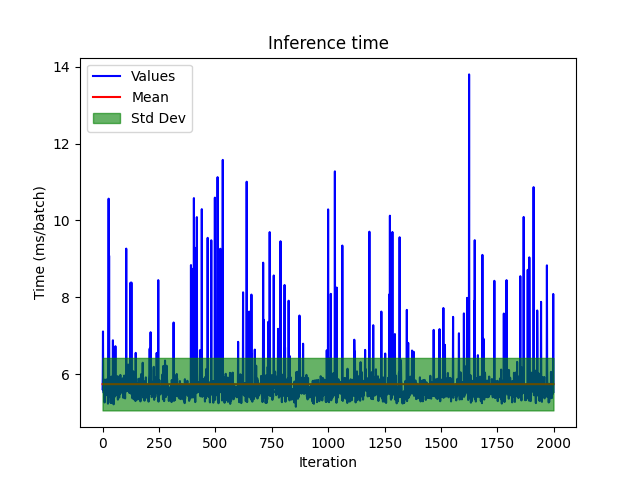 Inference time
14
12
10
8
6
Time (ms/batch)
Values
Mean
Std Dev
0
250
500
750
1000
1250
1500
1750
2000
Iteration